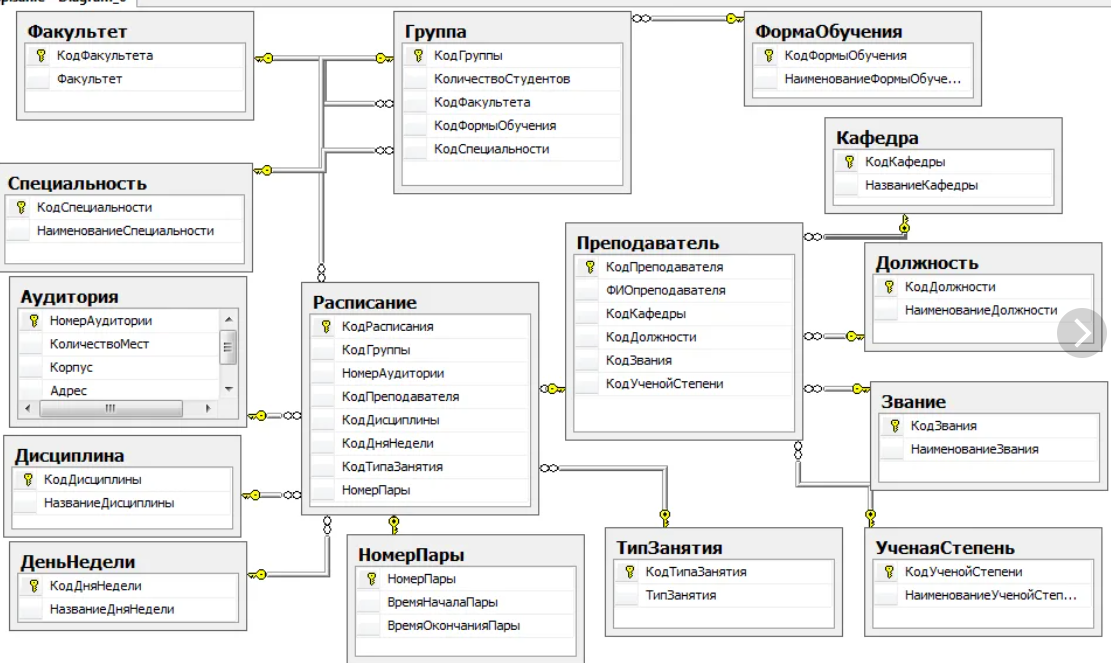 Факультет
КодФакультета
Факультет
Группа
КодГруппы
КоличествоСтудентов
КодФакультета
КодФормыОбучения
КодСпециальности
ФормаОбучения
КодФормыОбучения
НаименованиеФормыОбуче...
Кафедра
КодКафедры
НазваниеКафедры
Специальность
КодСпециальности
НаименованиеСпециальности
Преподаватель
КодПреподавателя
ФИОпреподавателя
КодКафедры
КодДолжности
КодЗвания
КодУченойСтепени
Должность
КодДолжности
НаименованиеДолжности
Аудитория
НомерАудитории
КоличествоМест
Корпус
Адрес
Расписание
КодРасписания
КодГруппы
НомерАудитории
КодПреподавателя
КодДисциплины
КодДняНедели
КодТипаЗанятия
НомерПары
Звание
КодЗвания
НаименованиеЗвания
Дисциплина
КодДисциплины
НазваниеДисциплины
ДеньНедели
КодДняНедели
НазваниеДняНедели
НомерПары
НомерПары
ВремяНачалаПары
ВремяОкончанияПары
ТипЗанятия
КодТипаЗанятия
ТипЗанятия
УченаяСтепень
КодУченойСтепени
НаименованиеУченойСтеп...